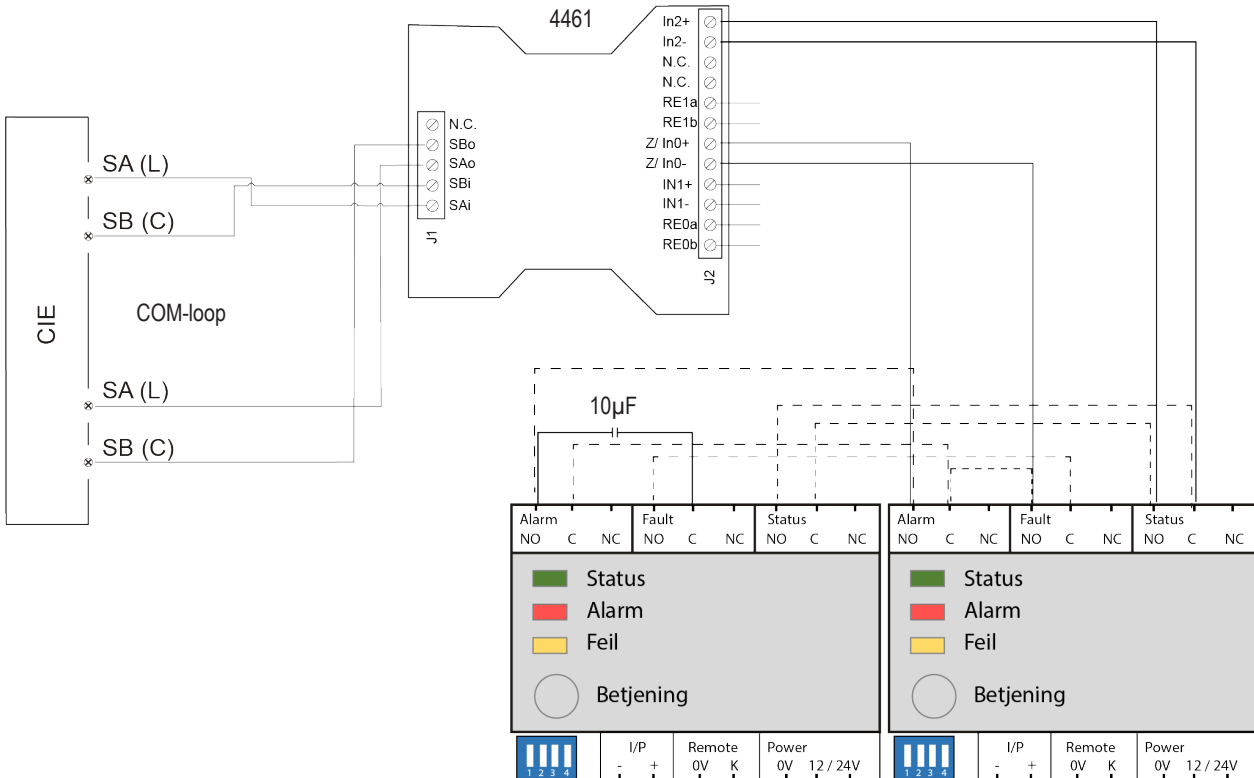 4461
In2+
In2-
N.C.
N.C.
RE1a
RE1b
Z/ In0+
Z/ In0-
IN1+
IN1-
RE0a
RE0b
J2
N.C.
SBo
SAo
SBi
SAi
J1
SA (L)
SB (C)
CIE
COM-loop
SA (L)
SB (C)
10µF
Alarm Fault Status
NO C NC NO C NC NO C NC
Status
Alarm
Feil
Betjening
I/P Remote Power
1 2 3 4 - + 0V K 0V 12 / 24V
Alarm Fault Status
NO C NC NO C NC NO C NC
Status
Alarm
Feil
Betjening
I/P Remote Power
1 2 3 4 - + 0V K 0V 12 / 24V